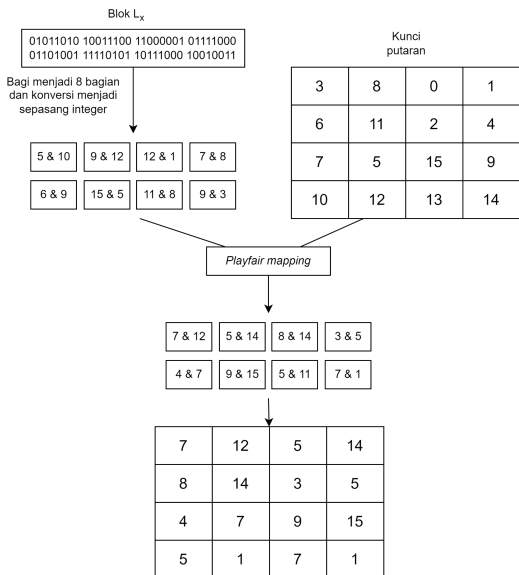 Blok Lx
01011010 10011100 11000001 01111000
01101001 11110101 10111000 10010011
Bagi menjadi 8 bagian
dan konversi menjadi
sepasang integer
Kunci
putaran
3 8 0 1
6 11 2 4
7 5 15 9
10 12 13 14
5 & 10 9 & 12 12 & 1 7 & 8
6 & 9 15 & 5 11 & 8 9 & 3
Playfair mapping
7 & 12 5 & 14 8 & 14 3 & 5
4 & 7 9 & 15 5 & 11 7 & 1
7 12 5 14
8 14 3 5
4 7 9 15
5 1 7 1